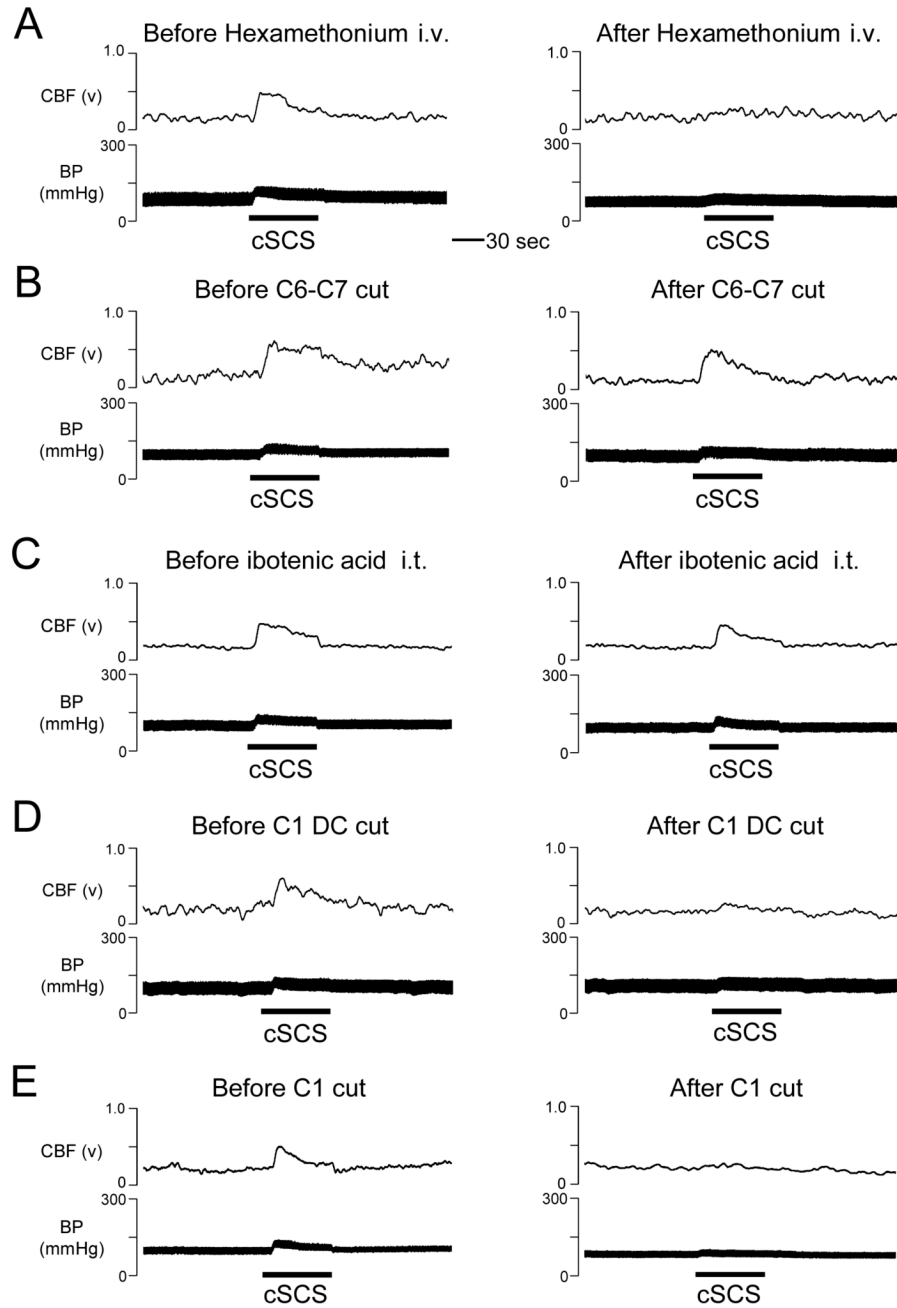 A
Before Hexamethonium i.v.
After Hexamethonium i.v.
1.0
1.0
CBF (v)
0
0
300
300
BP
(mmHg)
0
0
cSCS
30 sec
cSCS
B
Before C6-C7 cut
After C6-C7 cut
1.0
1.0
CBF (v)
0
0
300
300
BP
(mmHg)
0
0
cSCS
cSCS
C
Before ibotenic acid i.t.
After ibotenic acid i.t.
1.0
1.0
CBF (v)
0
0
300
300
BP
(mmHg)
0
0
cSCS
cSCS
D
Before C1 DC cut
After C1 DC cut
1.0
1.0
CBF (v)
0
0
300
300
BP
(mmHg)
0
0
cSCS
cSCS
E
Before C1 cut
After C1 cut
1.0
1.0
CBF (v)
0
0
300
300
BP
(mmHg)
0
0
cSCS
cSCS